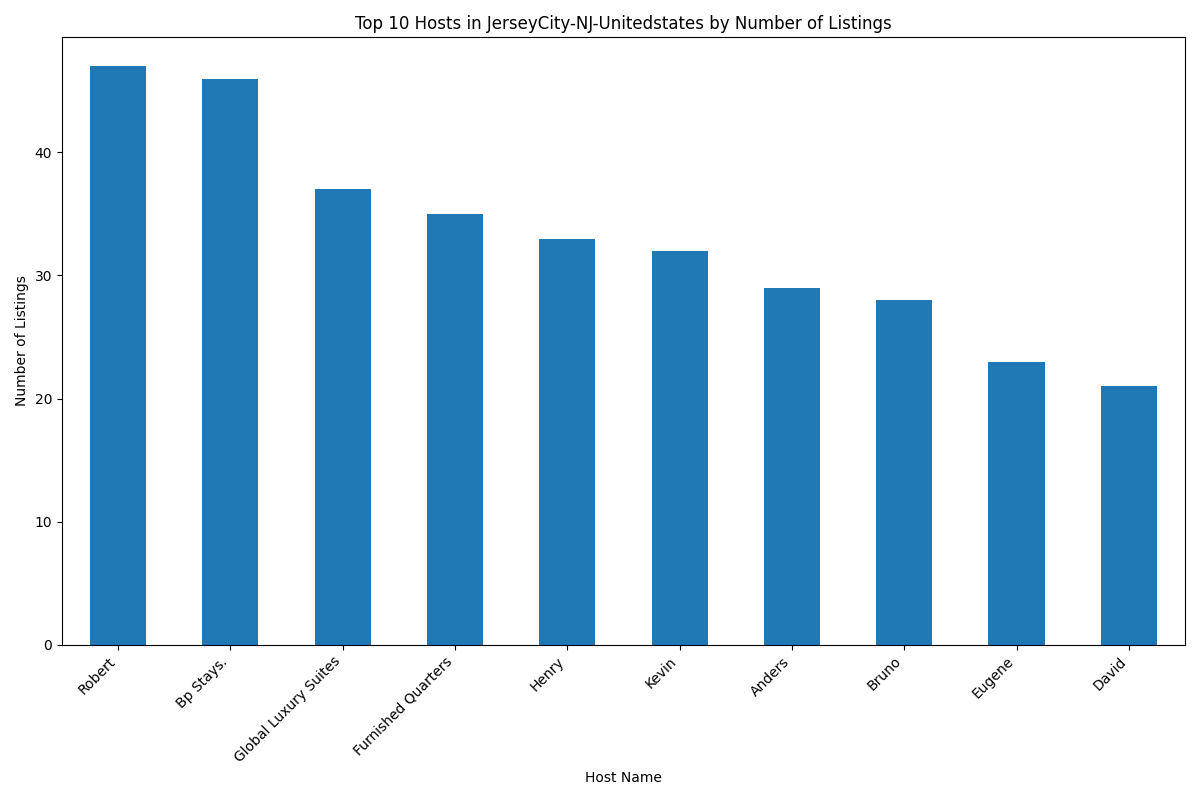 Top 10 Hosts in JerseyCity-NJ-Unitedstates by Number of Listings
Number of Listings
40
30
20
10
0
Robert
Bp Stays.
Global Luxury Suites
Furnished Quarters
Henry
Kevin
Anders
Bruno
Eugene
David
Host Name